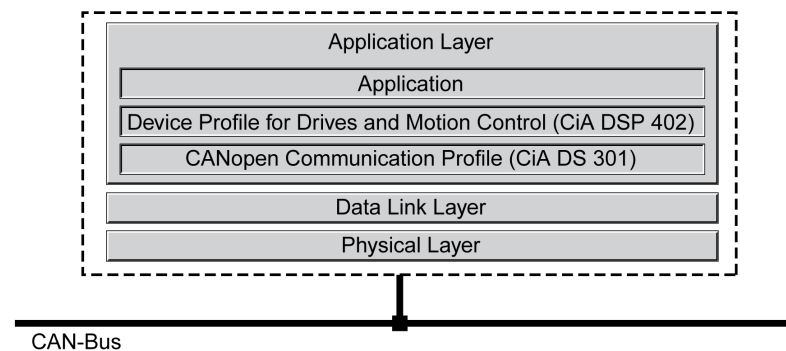 Application Layer
Application
Device Profile for Drives and Motion Control (CiA DSP 402)
CANopen Communication Profile (CiA DS 301)
Data Link Layer
Physical Layer
CAN-Bus